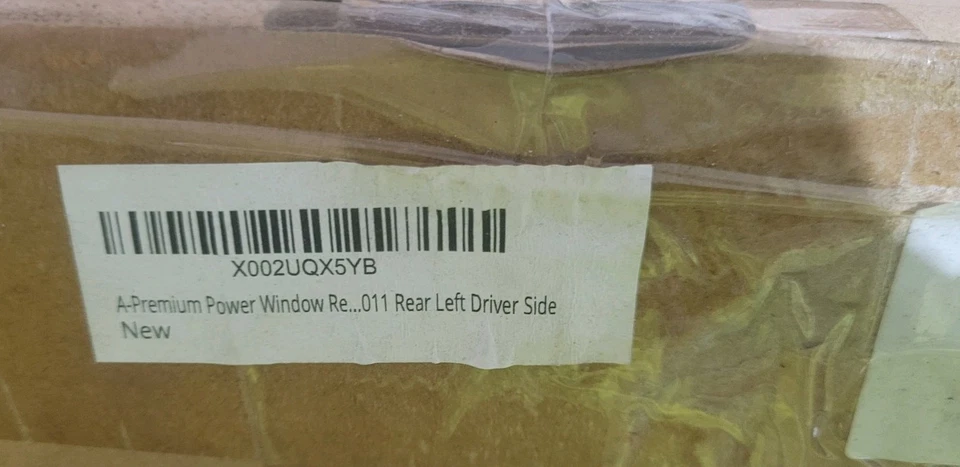 X002UQX5YB
A-Premium Power Window Re...011 Rear Left Driver Side
New